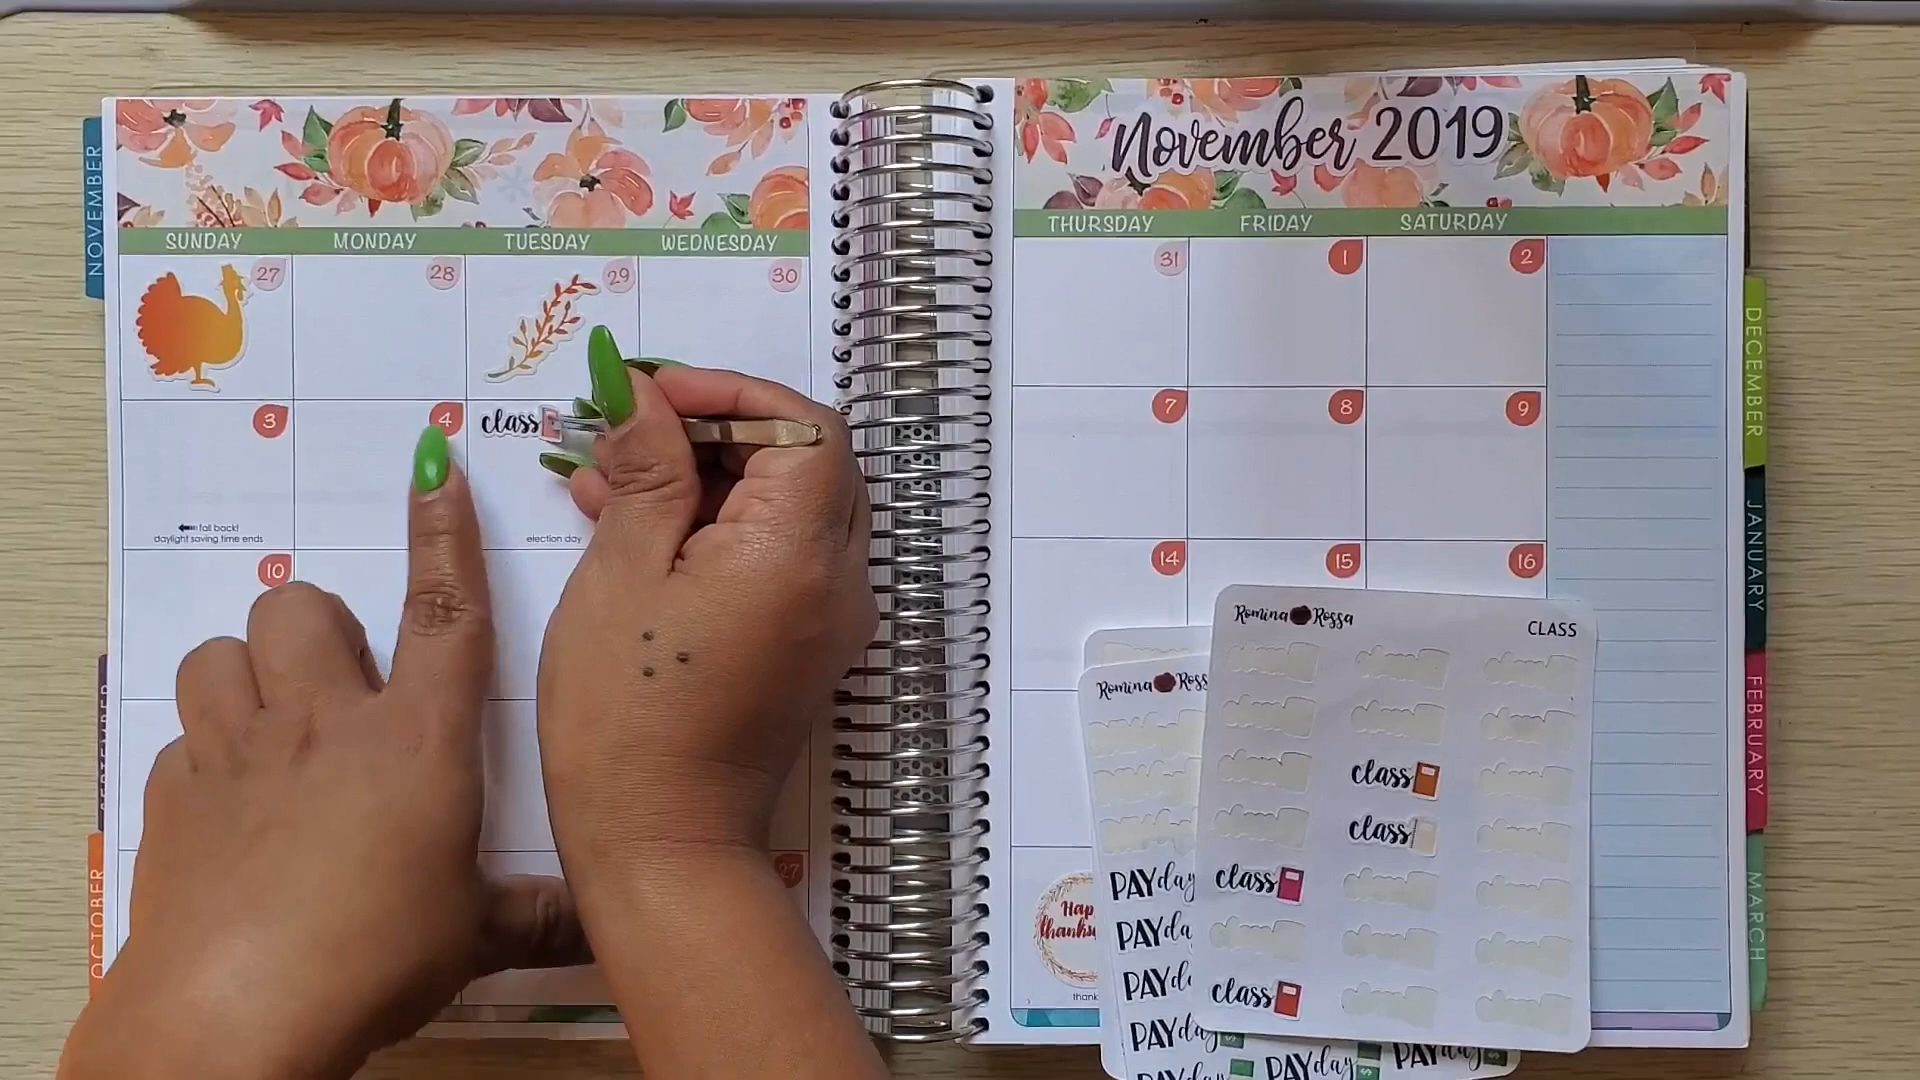 November 2019
NOVEMBER
SUNDAY MONDAY TUESDAY WEDNESDAY
THURSDAY FRIDAY SATURDAY
27 28 29 30
31 1 2
3 4
class
7 8 9
fall back!
daylight saving time ends
election day
10
14 15 16
27
OCTOBER
DECEMBER
JANUARY
FEBRUARY
MARCH
Romina Rossa
CLASS
class
class
class
class
Romina
PAYday
PAY
PAY
PAYday
PAYday
PAYday